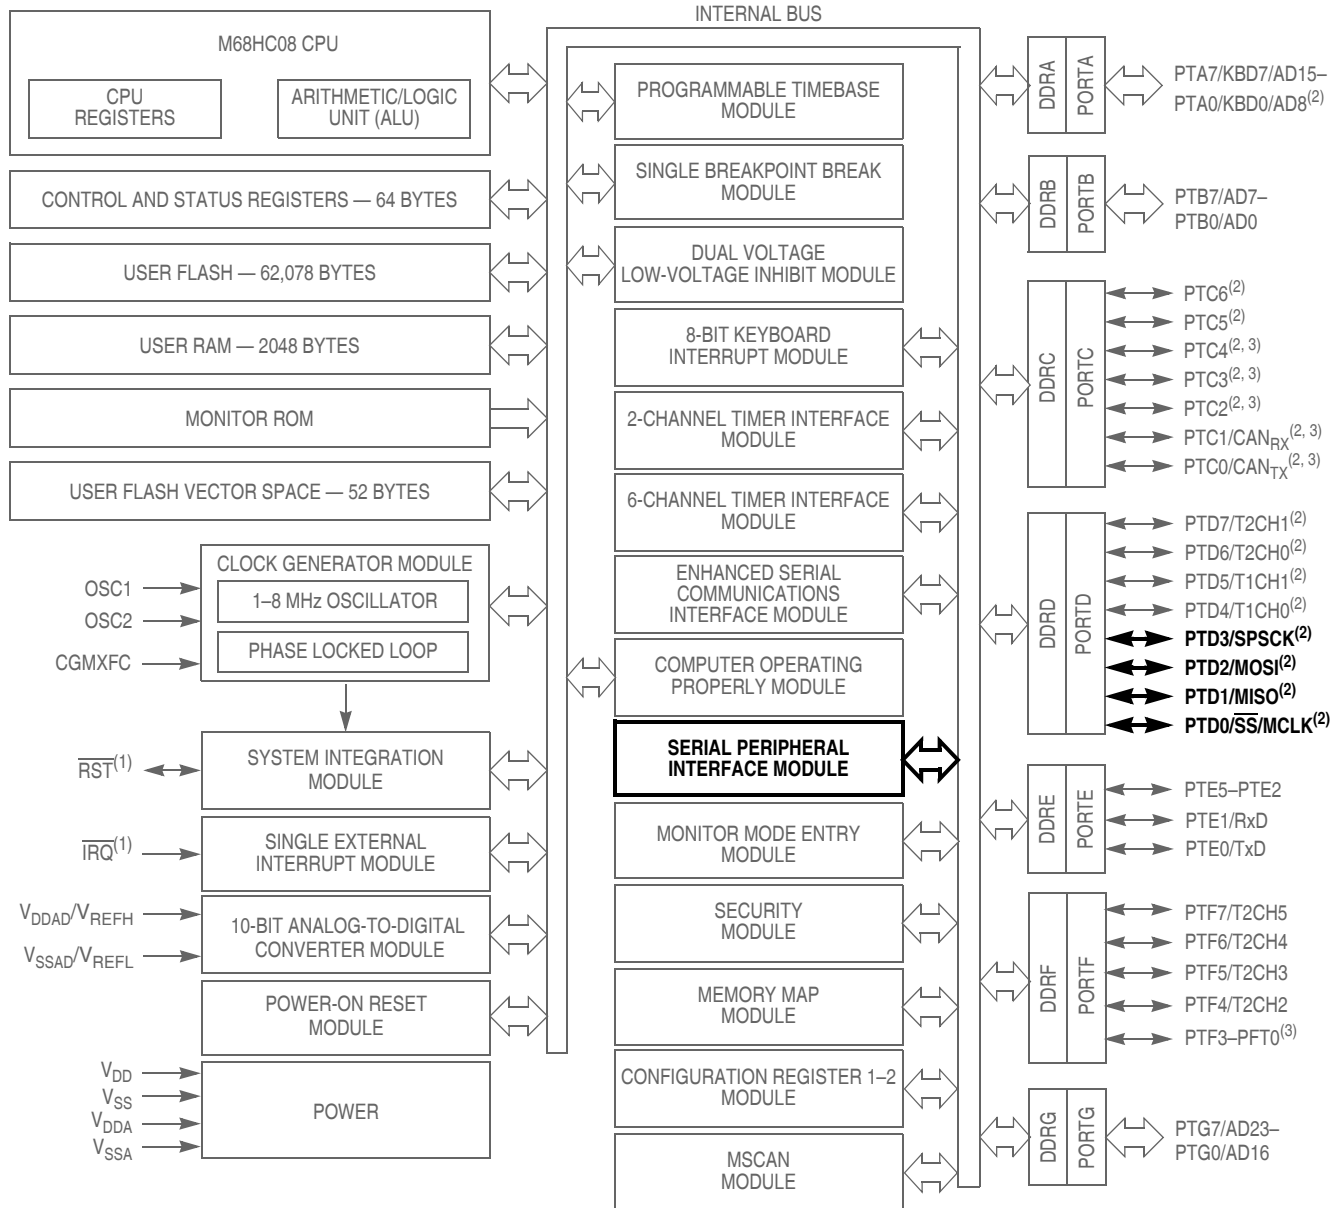 INTERNAL BUS
M68HC08 CPU
CPU
REGISTERS
ARITHMETIC/LOGIC
UNIT (ALU)
CONTROL AND STATUS REGISTERS — 64 BYTES
USER FLASH — 62,078 BYTES
USER RAM — 2048 BYTES
MONITOR ROM
USER FLASH VECTOR SPACE — 52 BYTES
CLOCK GENERATOR MODULE
1–8 MHz OSCILLATOR
PHASE LOCKED LOOP
OSC1
OSC2
CGMXFC
SYSTEM INTEGRATION
MODULE
RST(1)
SINGLE EXTERNAL
INTERRUPT MODULE
IRQ(1)
10-BIT ANALOG-TO-DIGITAL
CONVERTER MODULE
VDDAD/VREFH
VSSAD/VREFL
POWER-ON RESET
MODULE
POWER
VDD
VSS
VDDA
VSSA
PROGRAMMABLE TIMEBASE
MODULE
SINGLE BREAKPOINT BREAK
MODULE
DUAL VOLTAGE
LOW-VOLTAGE INHIBIT MODULE
8-BIT KEYBOARD
INTERRUPT MODULE
2-CHANNEL TIMER INTERFACE
MODULE
6-CHANNEL TIMER INTERFACE
MODULE
ENHANCED SERIAL
COMMUNICATIONS
INTERFACE MODULE
COMPUTER OPERATING
PROPERLY MODULE
SERIAL PERIPHERAL
INTERFACE MODULE
MONITOR MODE ENTRY
MODULE
SECURITY
MODULE
MEMORY MAP
MODULE
CONFIGURATION REGISTER 1–2
MODULE
MSCAN
MODULE
DDRA
PORTA
PTA7/KBD7/AD15–
PTA0/KBD0/AD8(2)
DDRB
PORTB
PTB7/AD7–
PTB0/AD0
DDRC
PORTC
PTC6(2)
PTC5(2)
PTC4(2, 3)
PTC3(2, 3)
PTC2(2, 3)
PTC1/CANRX(2, 3)
PTC0/CANTX(2, 3)
DDRD
PORTD
PTD7/T2CH1(2)
PTD6/T2CH0(2)
PTD5/T1CH1(2)
PTD4/T1CH0(2)
PTD3/SPSCK(2)
PTD2/MOSI(2)
PTD1/MISO(2)
PTD0/SS/MCLK(2)
DDRE
PORTE
PTE5–PTE2
PTE1/RxD
PTE0/TxD
DDRF
PORTF
PTF7/T2CH5
PTF6/T2CH4
PTF5/T2CH3
PTF4/T2CH2
PTF3–PFT0(3)
DDRG
PORTG
PTG7/AD23–
PTG0/AD16